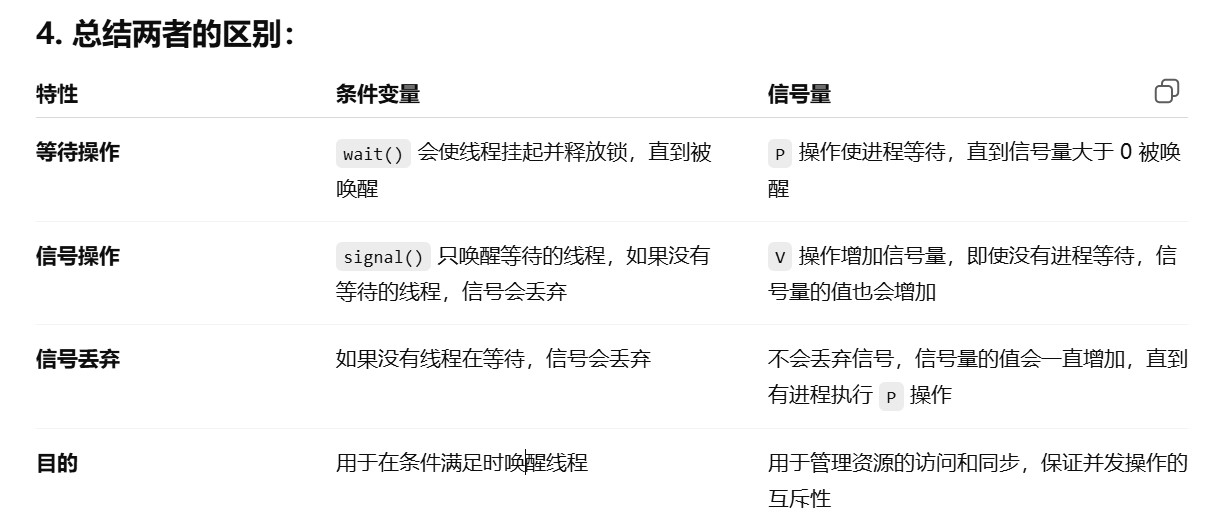 4. 总结两者的区别：
特性 条件变量 信号量
等待操作 wait() 会使线程挂起并释放锁，直到被 P 操作使进程等待，直到信号量大于 0 被唤
唤醒 醒
信号操作 signal() 只唤醒等待的线程，如果没有 V 操作增加信号量，即使没有进程等待，信
等待的线程，信号会丢弃 号量的值也会增加
信号丢弃 如果没有线程在等待，信号会丢弃 不会丢弃信号，信号量的值会一直增加，直到
有进程执行 P 操作
目的 用于在条件满足时唤醒线程 用于管理资源的访问和同步，保证并发操作的
互斥性